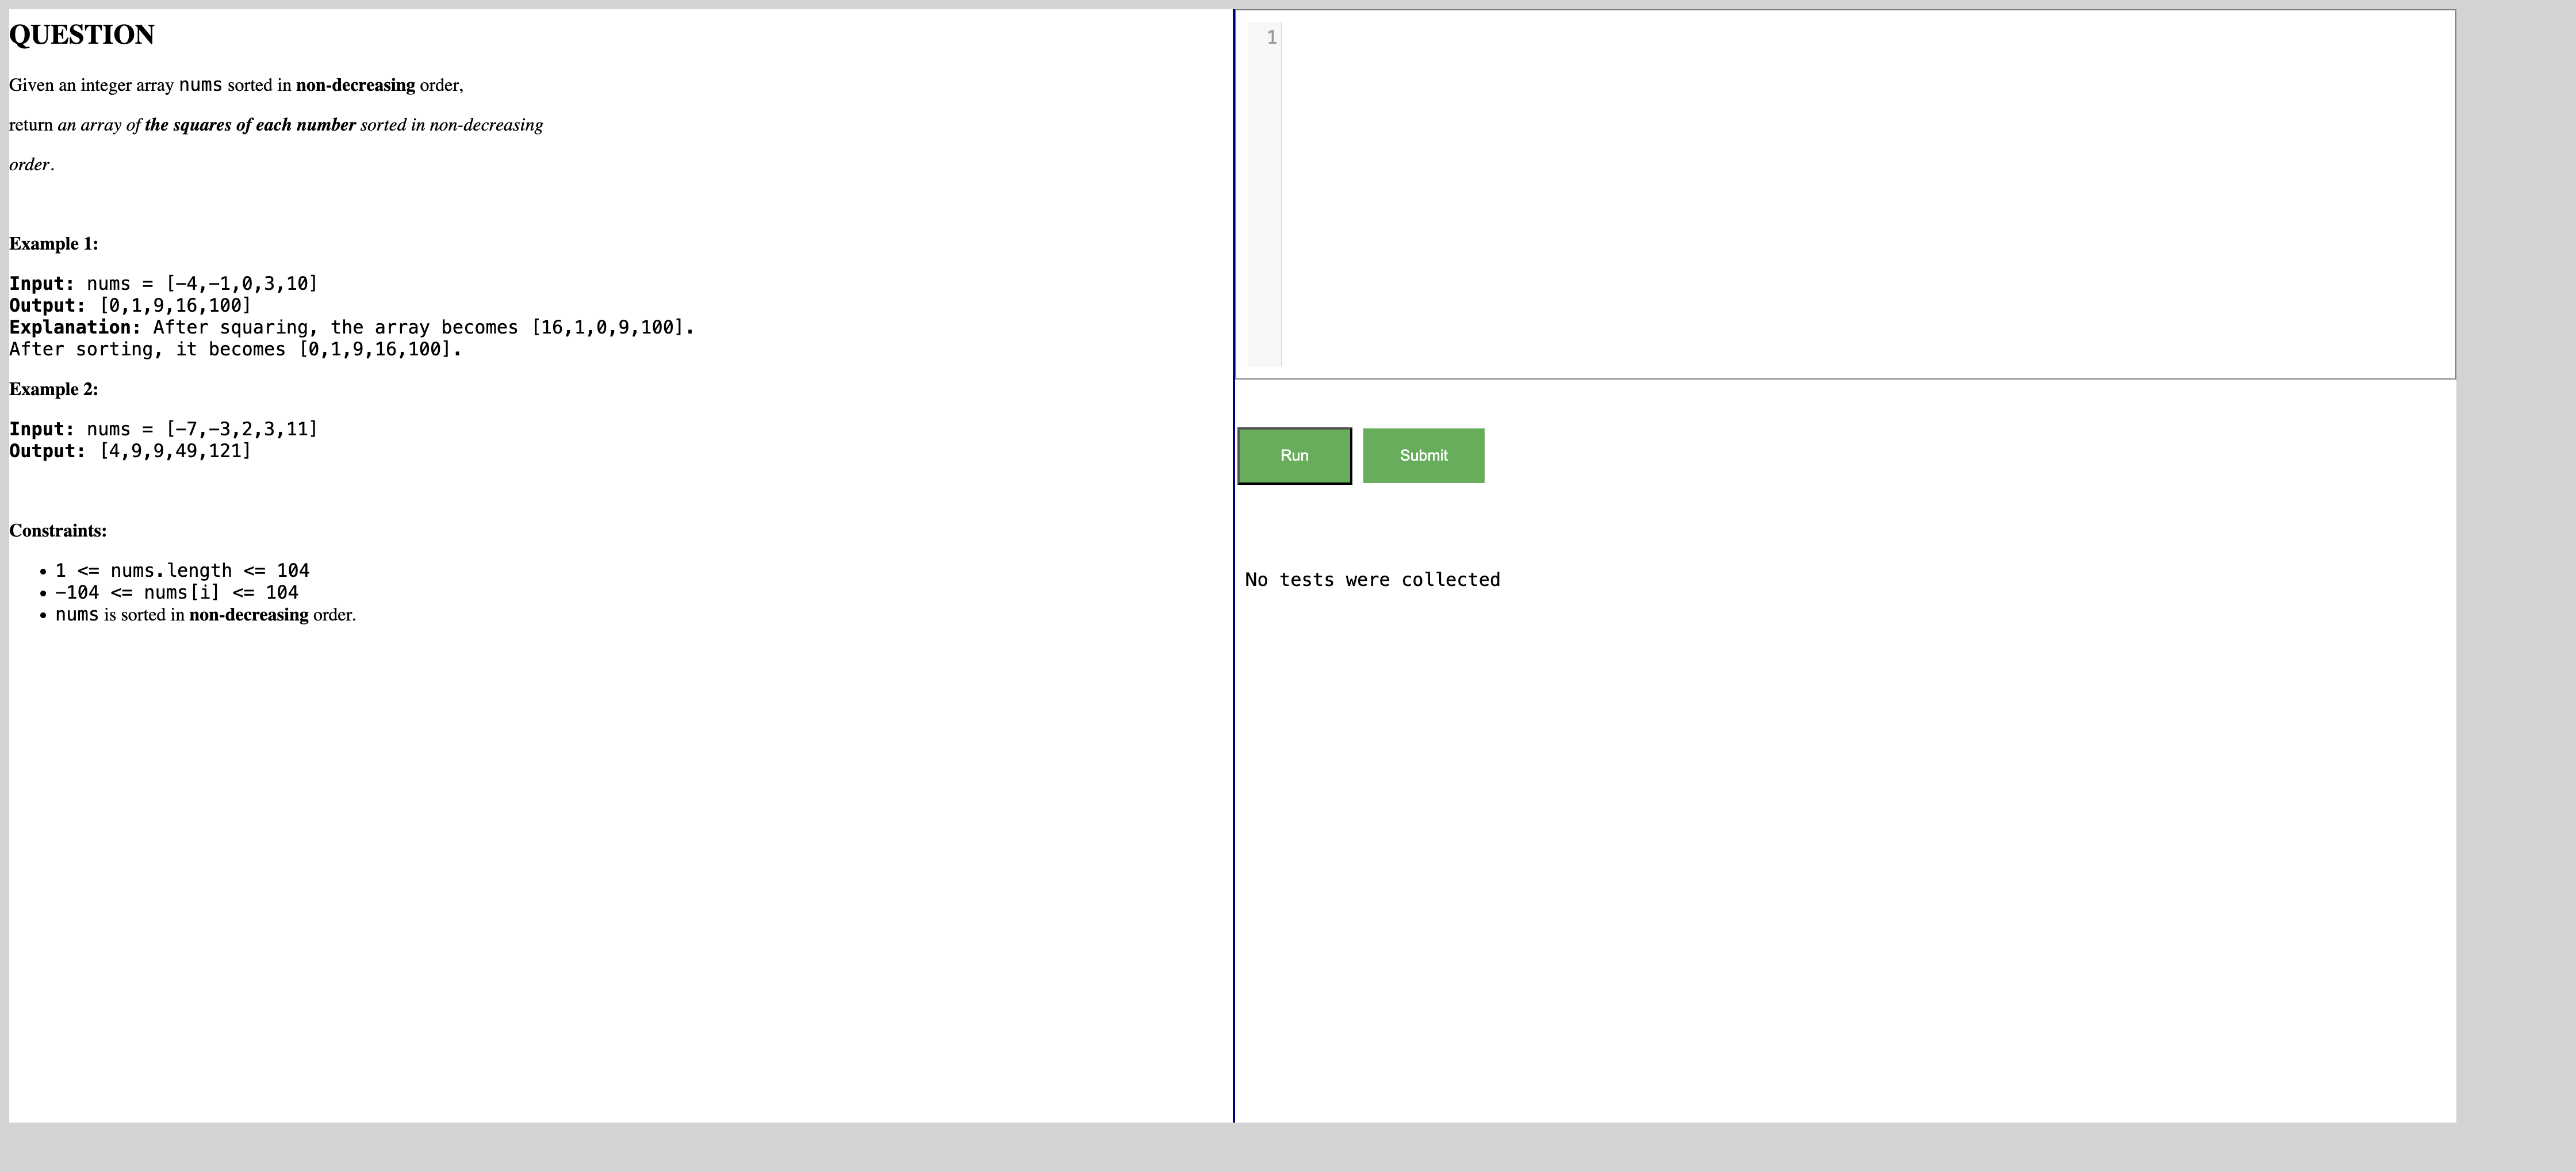 QUESTION
Given an integer array nums sorted in non-decreasing order,
return an array of the squares of each number sorted in non-decreasing
order.
Example 1:
Input: nums = [-4,-1,0,3,10]
Output: [0,1,9,16,100]
Explanation: After squaring, the array becomes [16,1,0,9,100].
After sorting, it becomes [0,1,9,16,100].
Example 2:
Input: nums = [-7,-3,2,3,11]
Output: [4,9,9,49,121]
Constraints:
• 1 <= nums.length <= 104
• -104 <= nums[i] <= 104
• nums is sorted in non-decreasing order.
1
Run Submit
No tests were collected